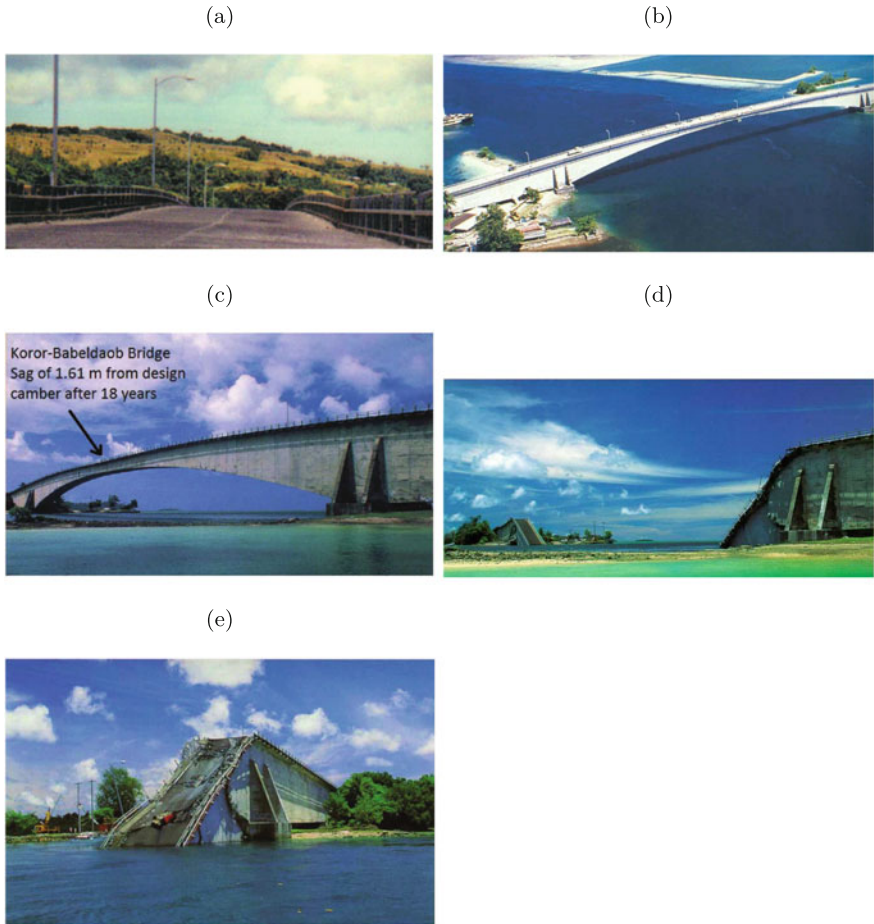 (a)
(b)
(c)
(d)
Koror-Babeldaob Bridge
Sag of 1.61 m from design
camber after 18 years
(e)